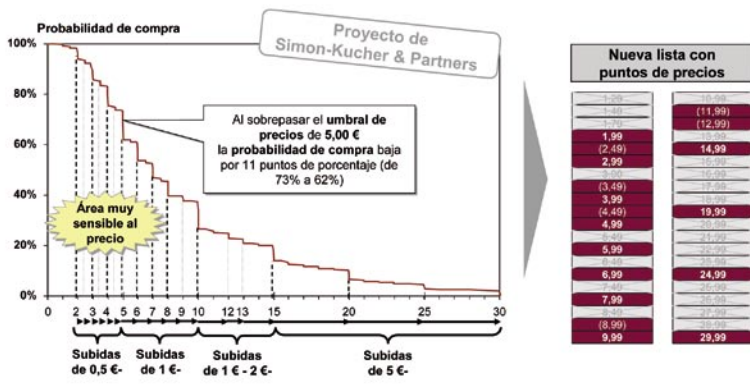 Probabilidad de compra
Proyecto de
Simon-Kucher & Partners
100%
80%
60%
40%
20%
0%
Al sobrepasar el umbral de
precios de 5,00 €
la probabilidad de compra baja
por 11 puntos de porcentaje (de
73% a 62%)
Área muy
sensible al
precio
0 2 3 4 5 6 7 8 9 10 12 13 15 20 25 30
Subidas
de 0,5 €-
Subidas
de 1 €-
Subidas
de 1 € - 2 €-
Subidas
de 5 €-
Nueva lista con
puntos de precios
1,99
(2,49)
2,99
(3,49)
3,99
(4,49)
4,99
5,99
6,99
7,99
(8,99)
9,99
(11,99)
(12,99)
14,99
19,99
24,99
29,99